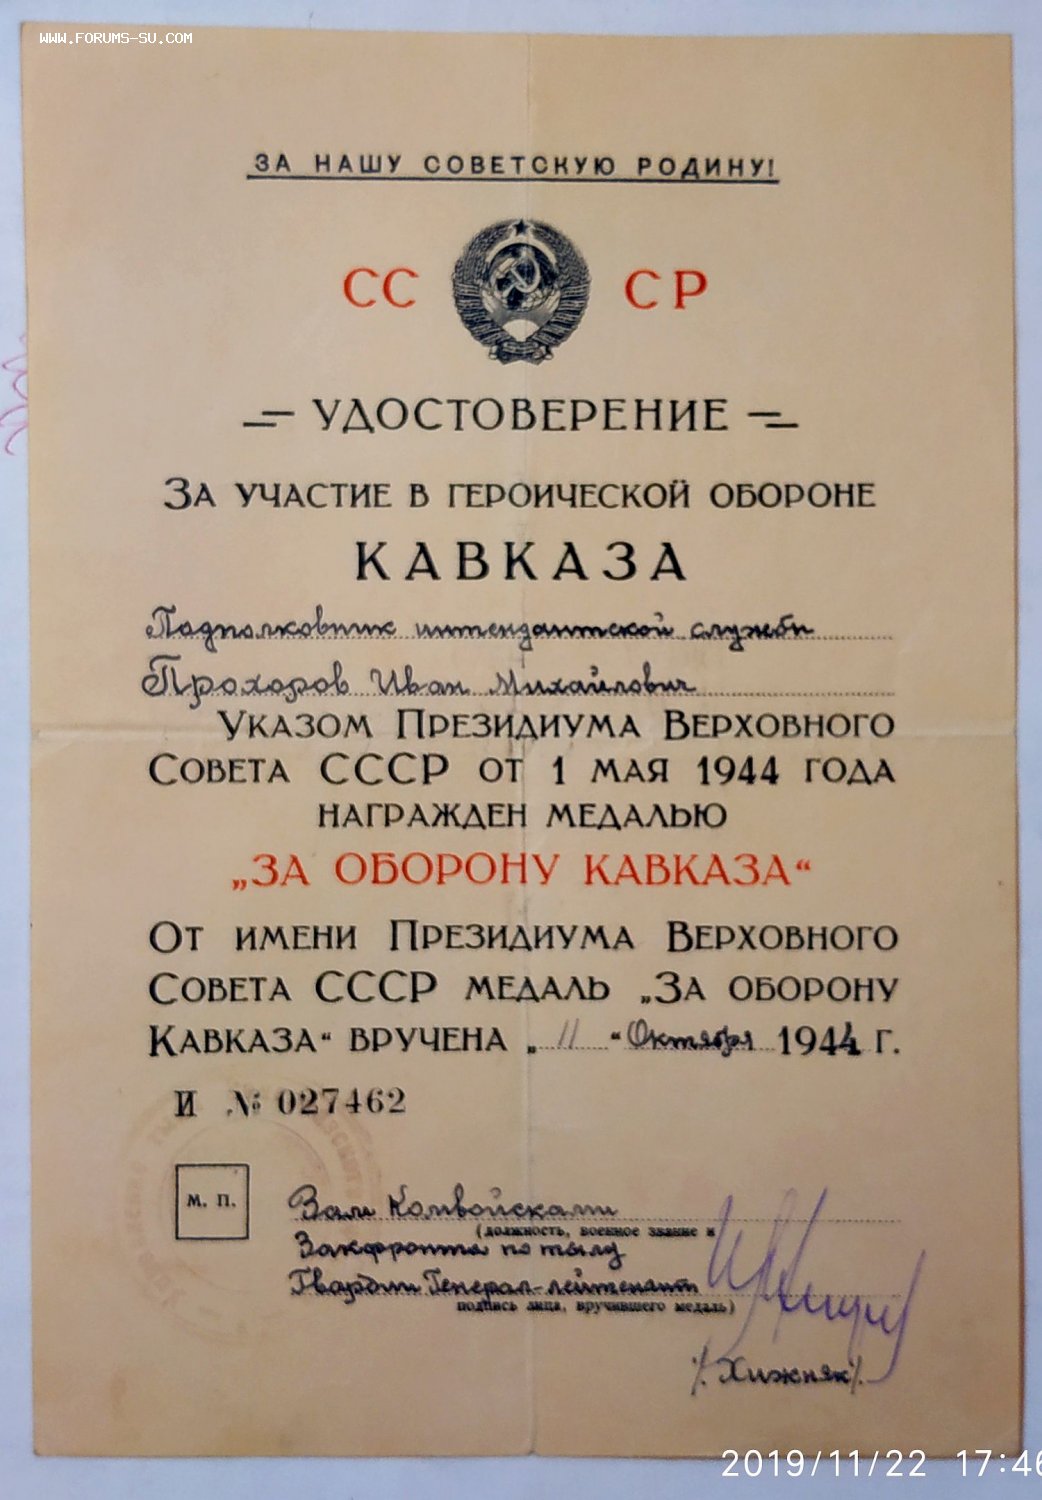 WWW.FORUMS-SU.COM
ЗА НАШУ СОВЕТСКУЮ РОДИНУ!
СС СР
УДОСТОВЕРЕНИЕ
ЗА УЧАСТИЕ В ГЕРОИЧЕСКОЙ ОБОРОНЕ
КАВКАЗА
Подполковник интендантской службы
Прохоров Иван Михайлович
УКАЗОМ ПРЕЗИДИУМА ВЕРХОВНОГО
СОВЕТА СССР ОТ 1 МАЯ 1944 ГОДА
НАГРАЖДЕН МЕДАЛЬЮ
„ЗА ОБОРОНУ КАВКАЗА“
ОТ ИМЕНИ ПРЕЗИДИУМА ВЕРХОВНОГО
СОВЕТА СССР МЕДАЛЬ „ЗА ОБОРОНУ
КАВКАЗА“ ВРУЧЕНА „11“ Октября 1944 Г.
И № 027462
М. П.
Зам Комвойсками
(должность, военное звание и
Закфронта по тылу
Гвардии Генерал-лейтенант
подпись лица, вручившего медаль)
/Хижняк/.
2019/11/22 17:46